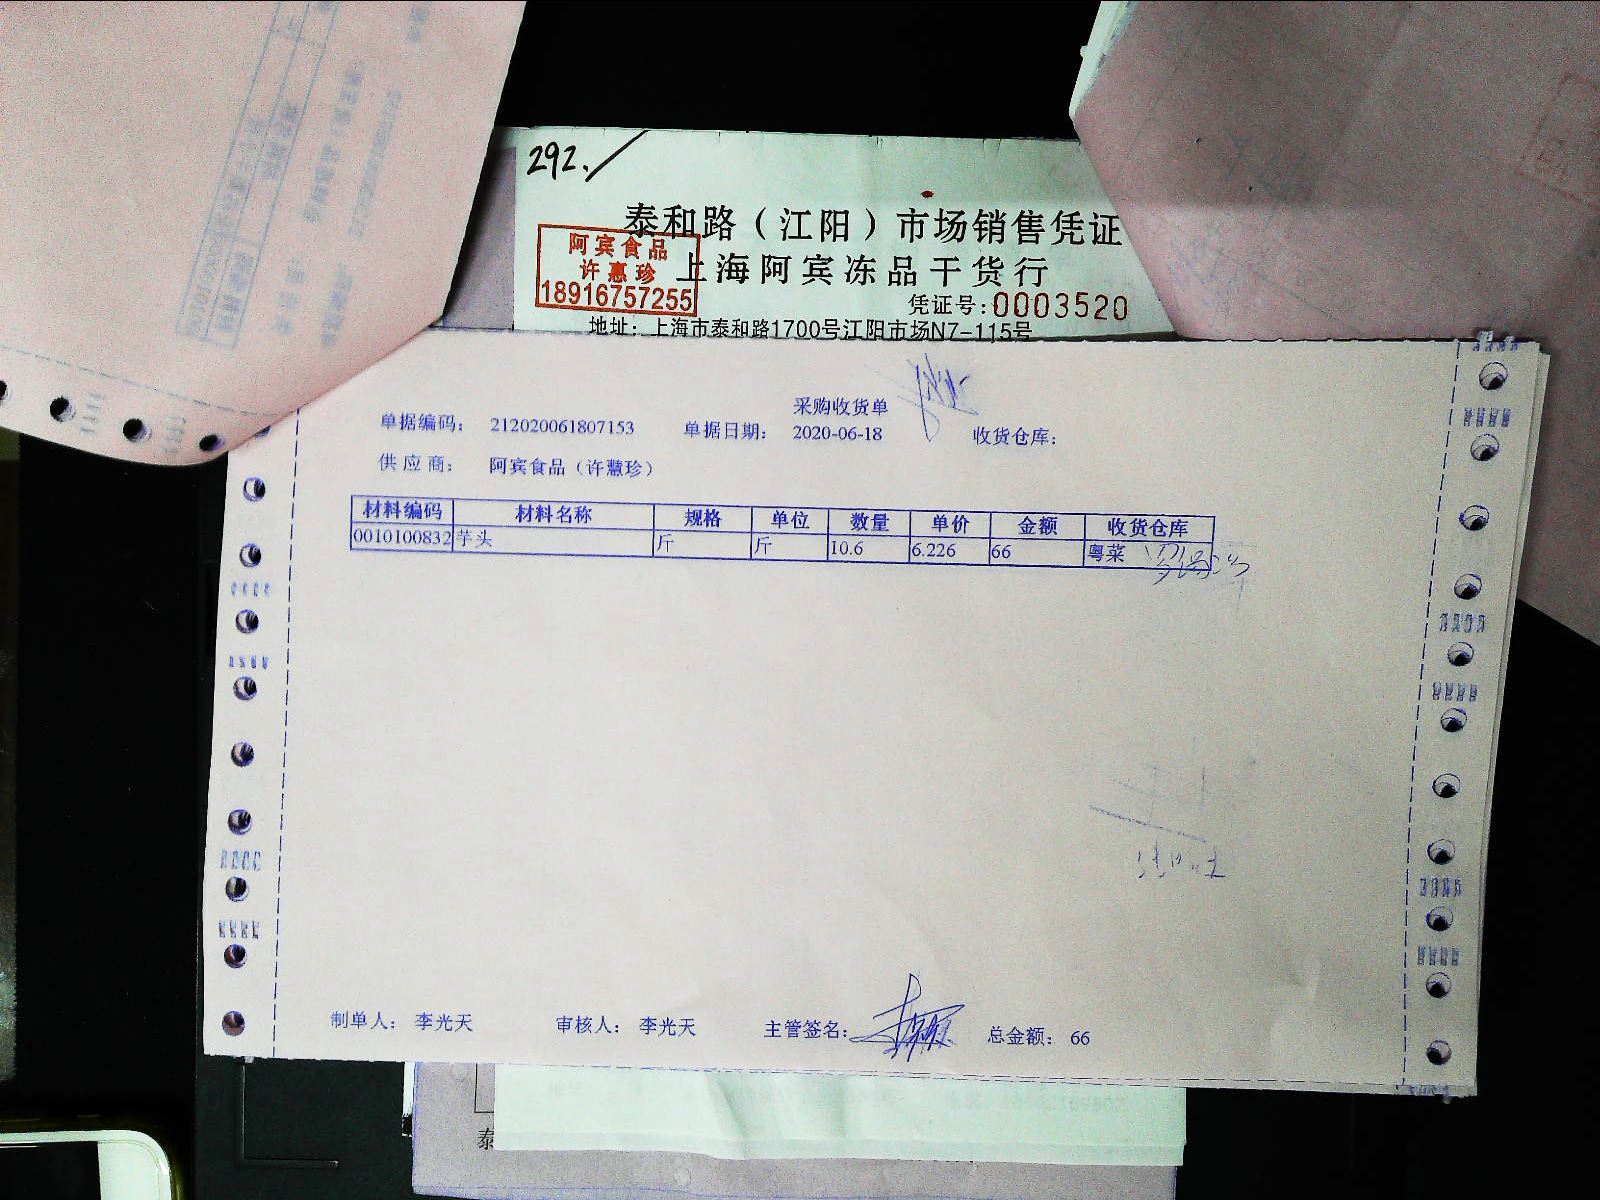 292.
泰和路（江阳）市场销售凭证
阿宾食品
许惠珍
18916757255
上海阿宾冻品干货行
凭证号:0003520
地址：上海市泰和路1700号江阳市场N7-115号
采购收货单
单据编码： 212020061807153 单据日期： 2020-06-18 收货仓库：
供应商： 阿宾食品（许慧珍）
材料编码 材料名称 规格 单位 数量 单价 金额 收货仓库
0010100832 芋头 斤 斤 10.6 6.226 66 粤菜
制单人： 李光天 审核人： 李光天 主管签名： 总金额： 66
泰